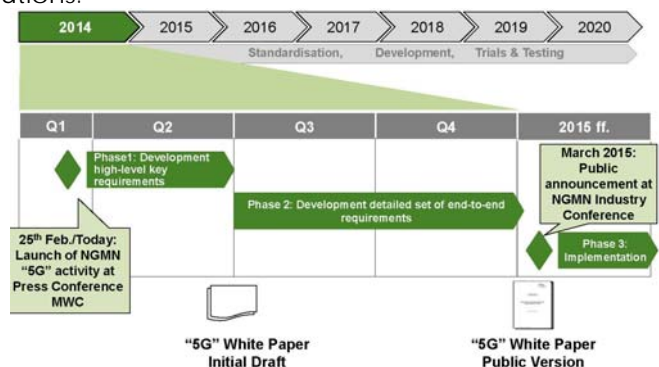 utions.
2014 2015 2016 2017 2018 2019 2020
Standardisation, Development, Trials & Testing
Q1 Q2 Q3 Q4 2015 ff.
Phase1: Development
high-level key
requirements
Phase 2: Development detailed set of end-to-end
requirements
March 2015:
Public
announcement at
NGMN Industry
Conference
Phase 3:
Implementation
25th Feb./Today:
Launch of NGMN
“5G” activity at
Press Conference
MWC
“5G” White Paper
Initial Draft
“5G” White Paper
Public Version